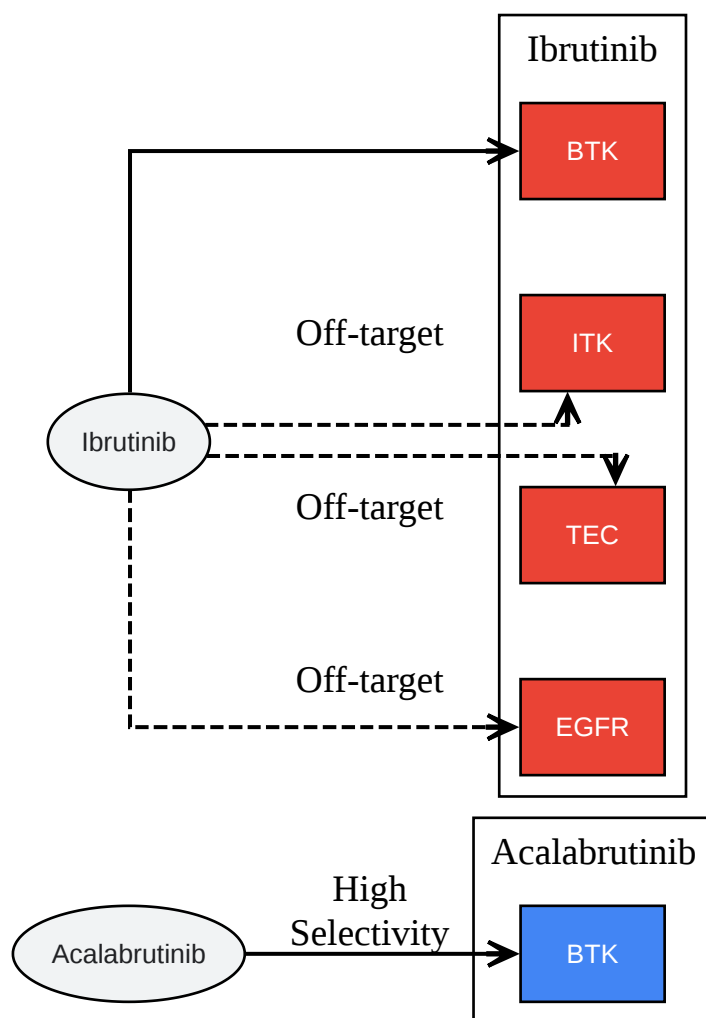 Ibrutinib
BTK
Off-target
ITK
Ibrutinib
Off-target
TEC
Off-target
EGFR
Acalabrutinib
High
Selectivity
Acalabrutinib
BTK